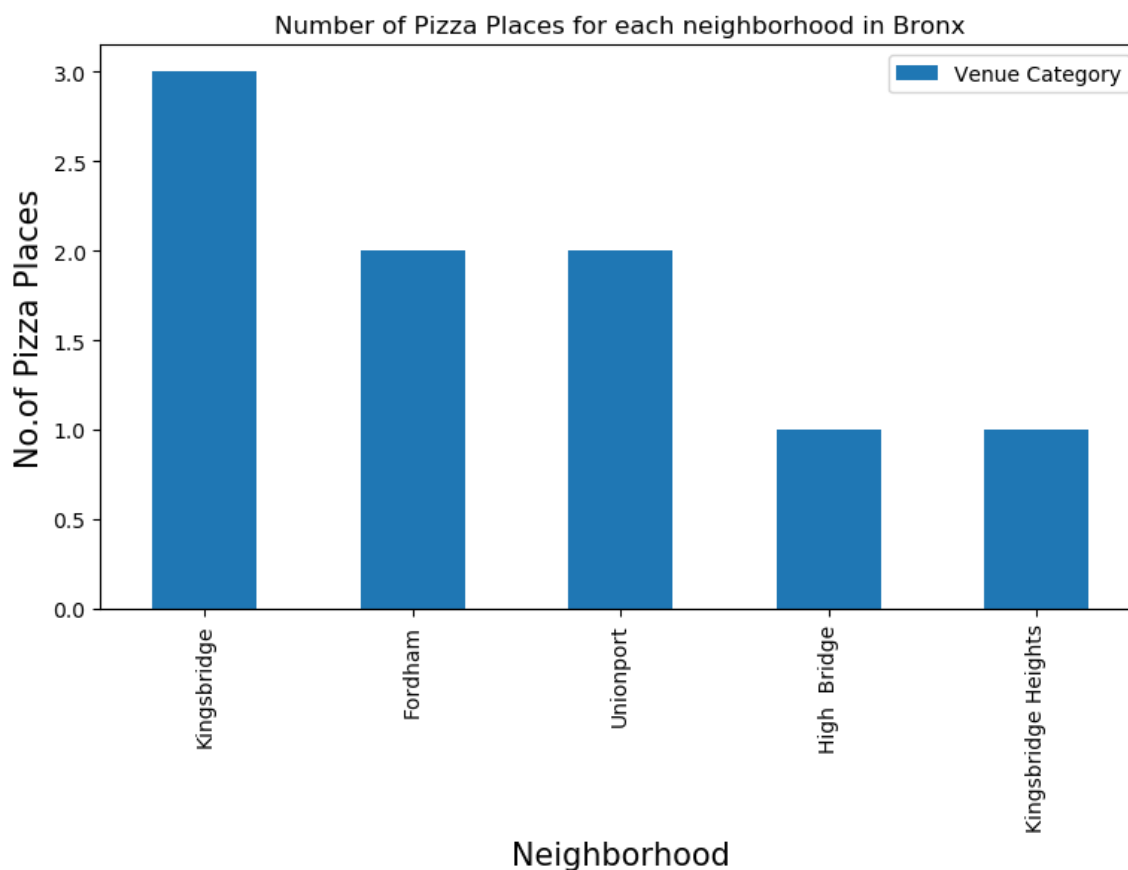 Number of Pizza Places for each neighborhood in Bronx
Venue Category
No.of Pizza Places
3.0
2.5
2.0
1.5
1.0
0.5
0.0
Kingsbridge
Fordham
Unionport
High  Bridge
Kingsbridge Heights
Neighborhood